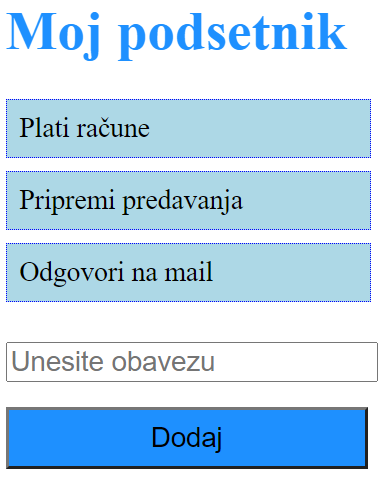 Moj podsetnik
Plati račune
Pripremi predavanja
Odgovori na mail
Unesite obavezu
Dodaj